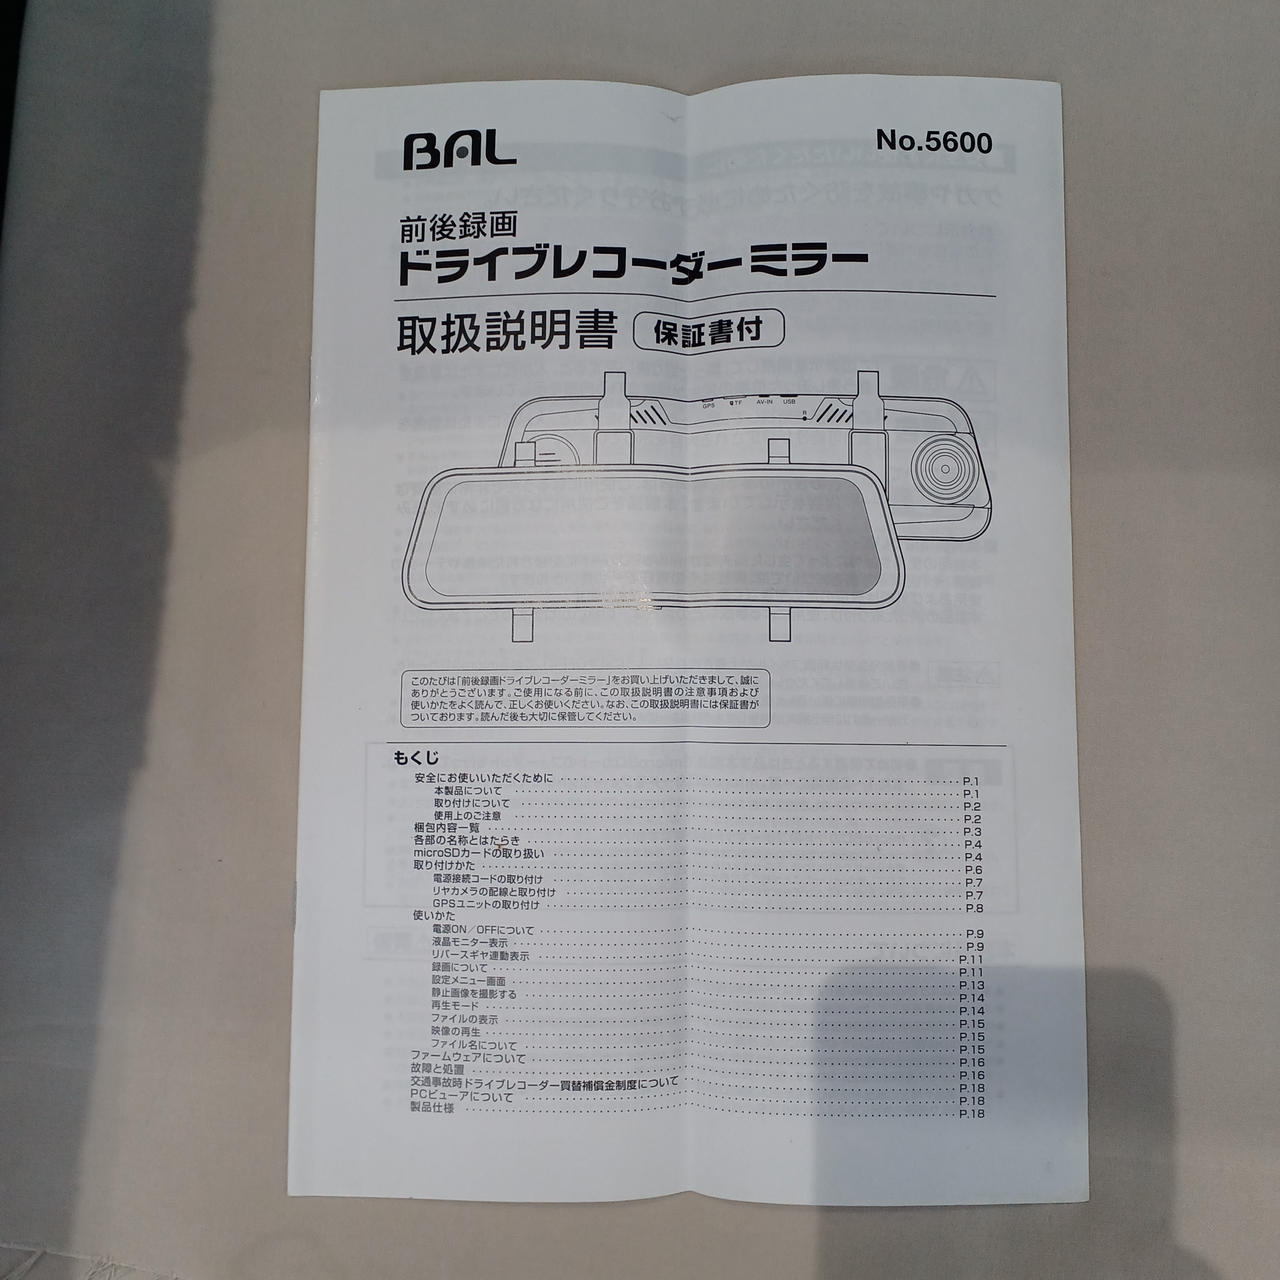 BAL
No.5600
前後録画
ドライブレコーダーミラー
取扱説明書 保証書付
GPS TF AV-IN USB
R
このたびは「前後録画ドライブレコーダーミラー」をお買い上げいただきまして、誠に
ありがとうございます。ご使用になる前に、この取扱説明書の注意事項および
使いかたをよく読んで、正しくお使いください。なお、この取扱説明書には保証書が
ついております。読んだ後も大切に保管してください。
もくじ
安全にお使いいただくために P.1
本製品について P.1
取り付けについて P.2
使用上のご注意 P.2
梱包内容一覧 P.3
各部の名称とはたらき P.4
microSDカードの取り扱い P.4
取り付けかた P.6
電源接続コードの取り付け P.7
リヤカメラの配線と取り付け P.7
GPSユニットの取り付け P.8
使いかた
電源ON／OFFについて P.9
液晶モニター表示 P.9
リバースギヤ連動表示 P.11
録画について P.11
設定メニュー画面 P.13
静止画像を撮影する P.14
再生モード P.14
ファイルの表示 P.15
映像の再生 P.15
ファイル名について P.15
ファームウェアについて P.16
故障と処置 P.16
交通事故時ドライブレコーダー買替補償金制度について P.18
PCビューアについて P.18
製品仕様 P.18